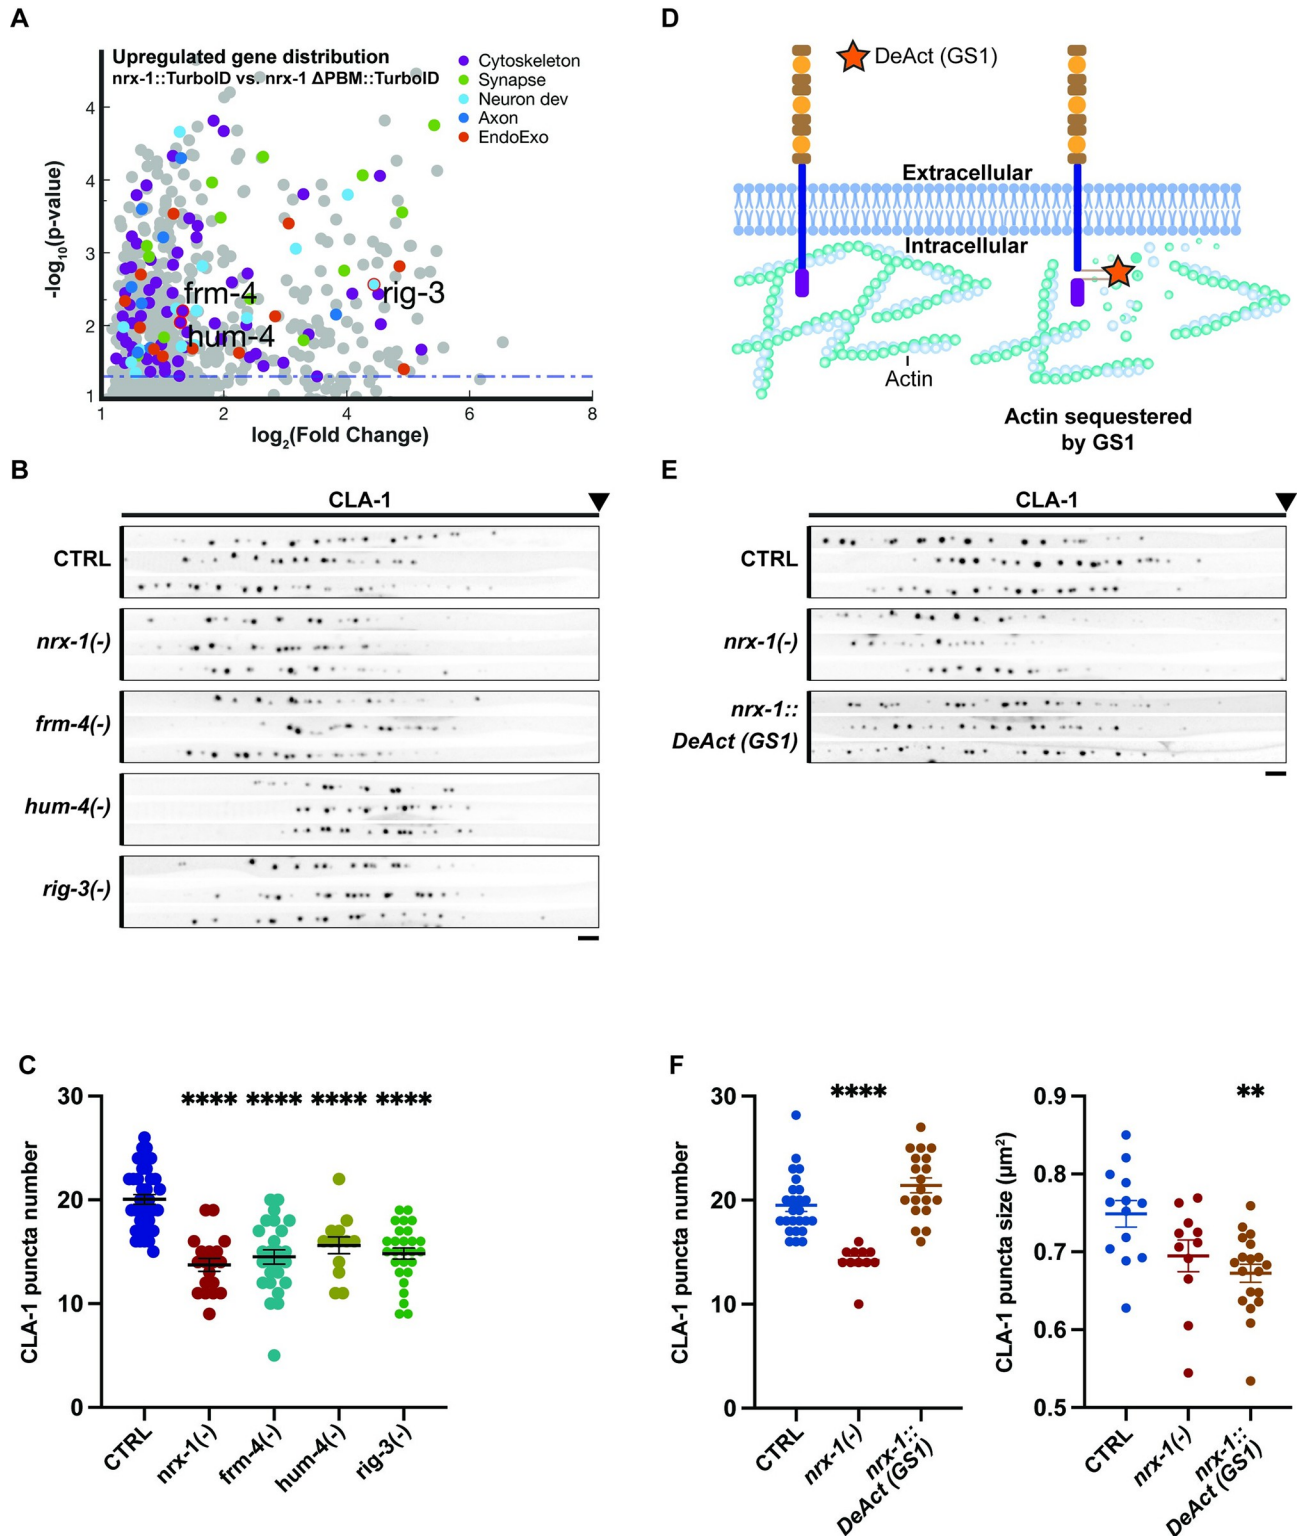 A
Upregulated gene distribution
nrx-1::TurboID vs. nrx-1 ΔPBM::TurboID
Cytoskeleton
Synapse
Neuron dev
Axon
EndoExo
-log10(p-value)
4
4
3
2
1
frm-4
hum-4
rig-3
1
2
4
6
8
log2(Fold Change)
D
DeAct (GS1)
Extracellular
Intracellular
Actin
Actin sequestered
by GS1
B
CLA-1
CTRL
nrx-1(-)
frm-4(-)
hum-4(-)
rig-3(-)
E
CLA-1
CTRL
nrx-1(-)
nrx-1::
DeAct (GS1)
C
CLA-1 puncta number
30
20
10
0
**** **** **** ****
CTRL
nrx-1(-)
frm-4(-)
hum-4(-)
rig-3(-)
F
CLA-1 puncta number
30
20
10
0
****
CTRL
nrx-1(-)
nrx-1::
DeAct (GS1)
CLA-1 puncta size (µm²)
0.9
0.8
0.7
0.6
0.5
**
CTRL
nrx-1(-)
nrx-1::
DeAct (GS1)